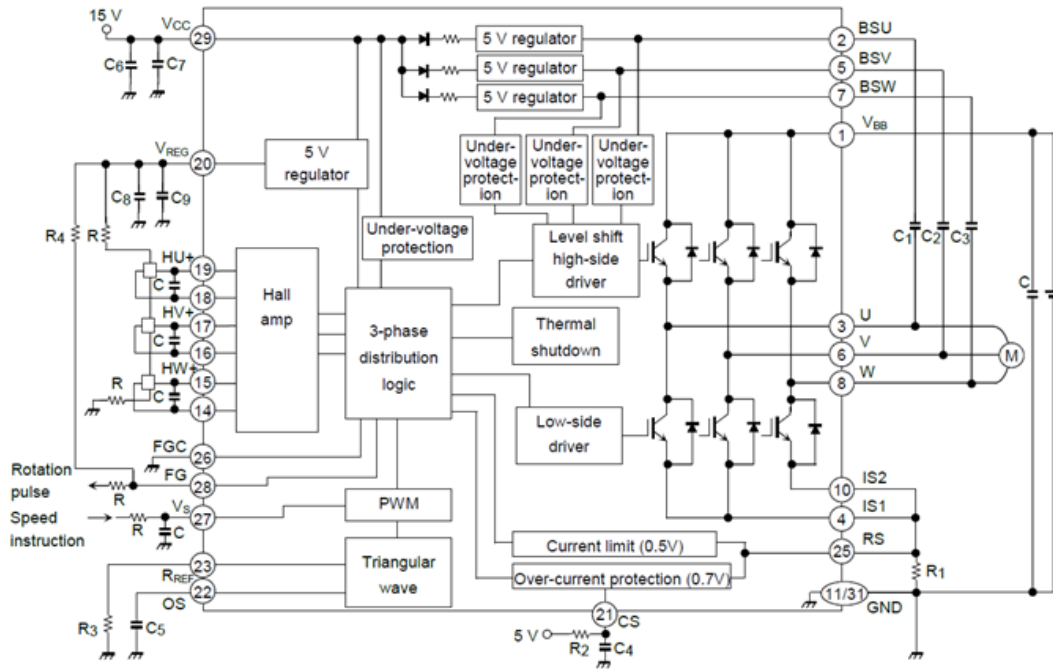 15 V
VCC
29
C6
C7
5 V regulator
5 V regulator
5 V regulator
2
BSU
5
BSV
7
BSW
1
VBB
VREG
20
5 V
regulator
C8
C9
R4
R
Under-
voltage
protect-
ion
Under-
voltage
protect-
ion
Under-
voltage
protect-
ion
Under-voltage
protection
Level shift
high-side
driver
C1
C2
C3
C
HU+
19
C
18
HV+
17
C
16
HW+
15
C
14
R
Hall
amp
3-phase
distribution
logic
Thermal
shutdown
Low-side
driver
3
U
6
V
8
W
M
FGC
26
FG
28
Rotation
pulse
R
Speed
instruction
R
VS
27
C
PWM
Triangular
wave
23
RREF
22
OS
R3
C5
Current limit (0.5V)
Over-current protection (0.7V)
10
IS2
4
IS1
25
RS
R1
11/31
GND
21
CS
5 V
R2
C4